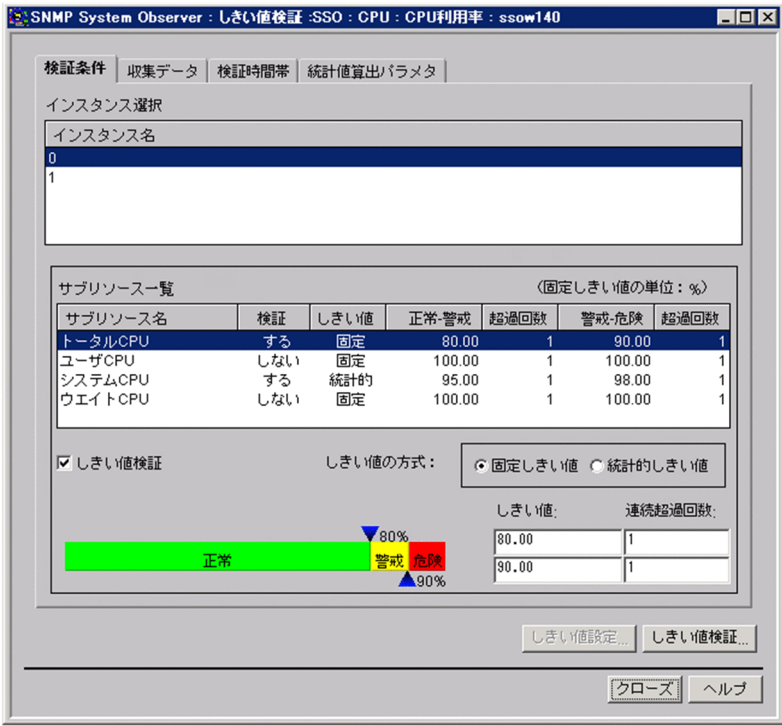 SNMP System Observer : しきい値検証 :SSO : CPU : CPU利用率 : ssow140
検証条件 収集データ 検証時間帯 統計値算出パラメタ
インスタンス選択
インスタンス名
0
1
サブリソース一覧 (固定しきい値の単位: %)
サブリソース名 検証 しきい値 正常-警戒 超過回数 警戒-危険 超過回数
トータルCPU する 固定 80.00 1 90.00 1
ユーザCPU しない 固定 100.00 1 100.00 1
システムCPU する 統計的 95.00 1 98.00 1
ウエイトCPU しない 固定 100.00 1 100.00 1
しきい値検証 しきい値の方式: 固定しきい値 統計的しきい値
しきい値: 連続超過回数:
80%
80.00 1
正常 警戒 危険
90.00 1
90%
しきい値設定... しきい値検証...
クローズ ヘルプ